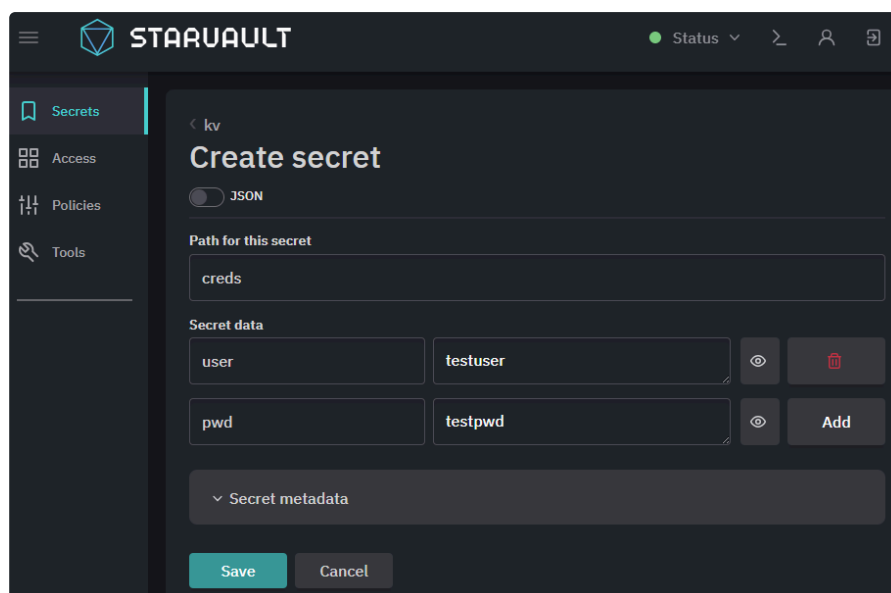 STARVAULT
Status
Secrets
Access
Policies
Tools
kv
Create secret
JSON
Path for this secret
creds
Secret data
user testuser
pwd testpwd Add
Secret metadata
Save Cancel